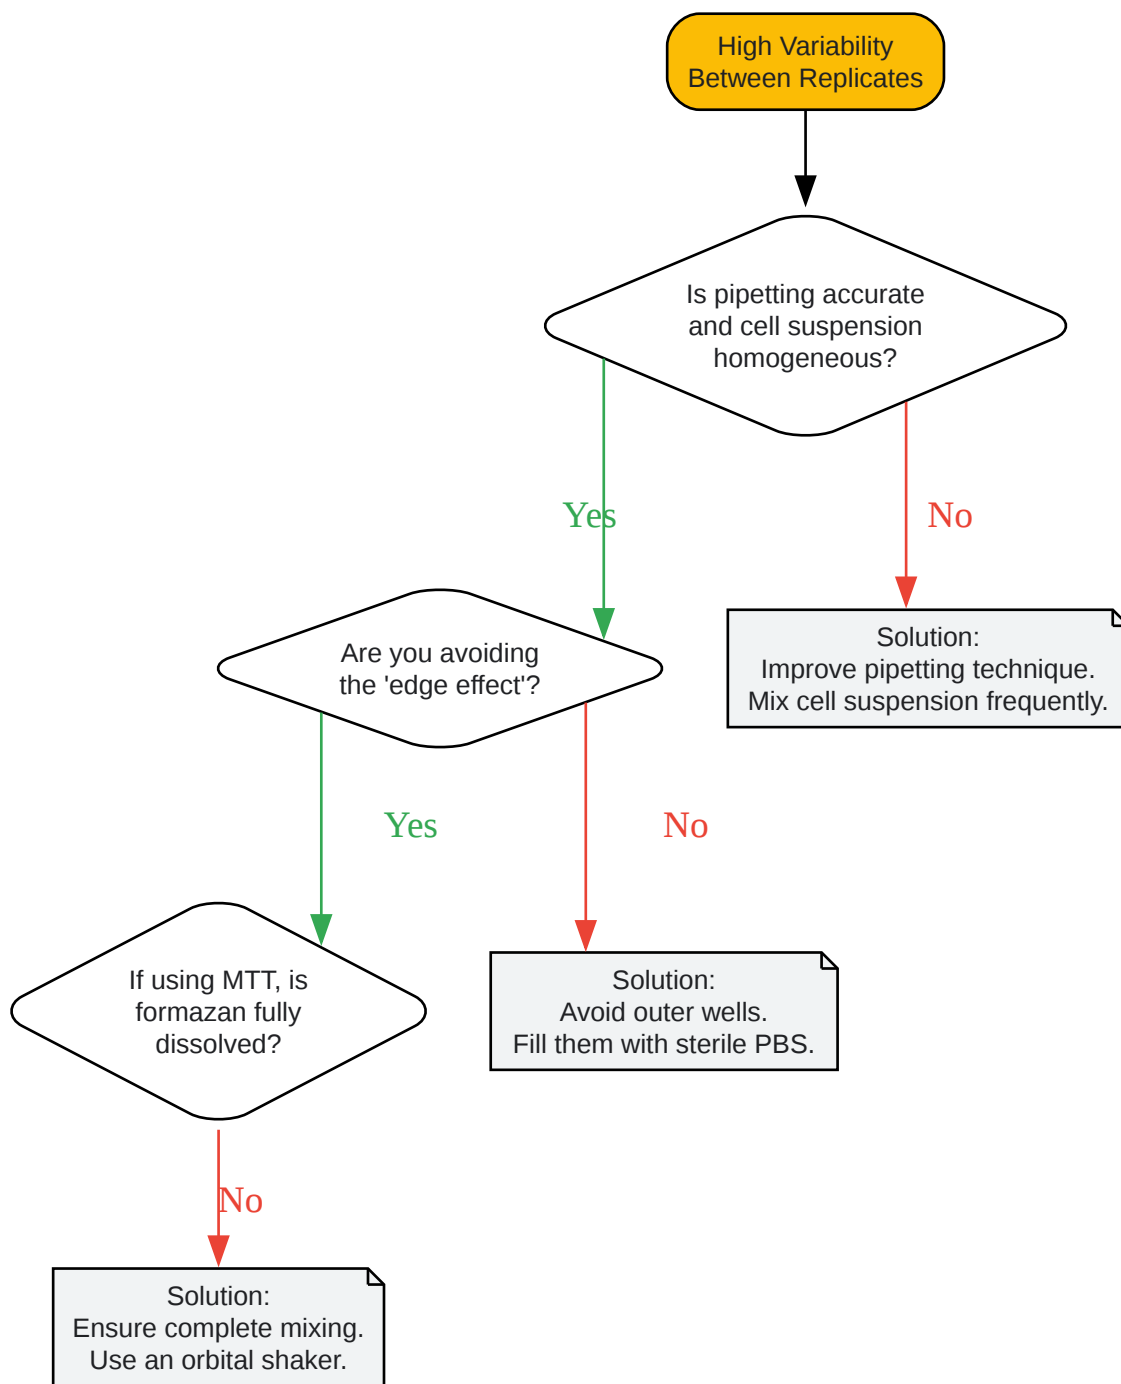 High Variability
Between Replicates
Is pipetting accurate
and cell suspension
homogeneous?
Yes
No
Solution:
Improve pipetting technique.
Mix cell suspension frequently.
Are you avoiding
the 'edge effect'?
Yes
No
Solution:
Avoid outer wells.
Fill them with sterile PBS.
If using MTT, is
formazan fully
dissolved?
No
Solution:
Ensure complete mixing.
Use an orbital shaker.